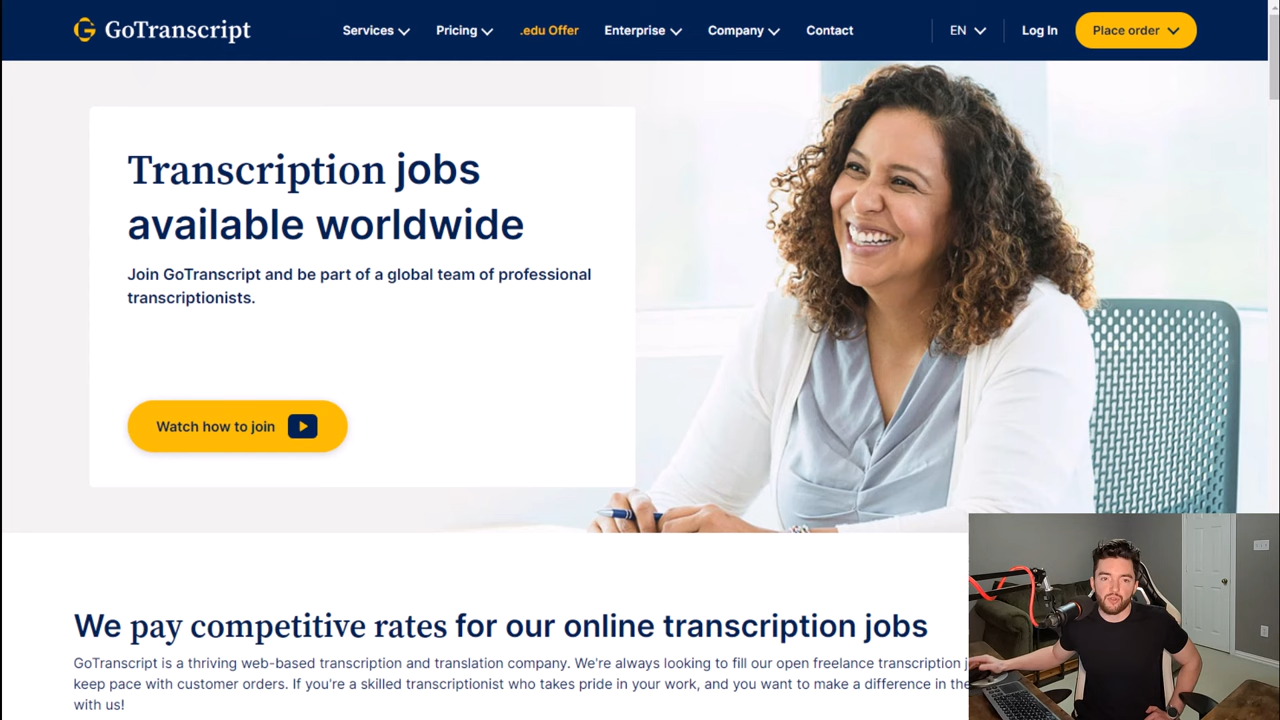 GoTranscript
Services
Pricing
.edu Offer
Enterprise
Company
Contact
EN
Log In
Place order
Transcription jobs
available worldwide
Join GoTranscript and be part of a global team of professional
transcriptionists.
Watch how to join
We pay competitive rates for our online transcription jobs
GoTranscript is a thriving web-based transcription and translation company. We're always looking to fill our open freelance transcription
keep pace with customer orders. If you're a skilled transcriptionist who takes pride in your work, and you want to make a difference in the
with us!